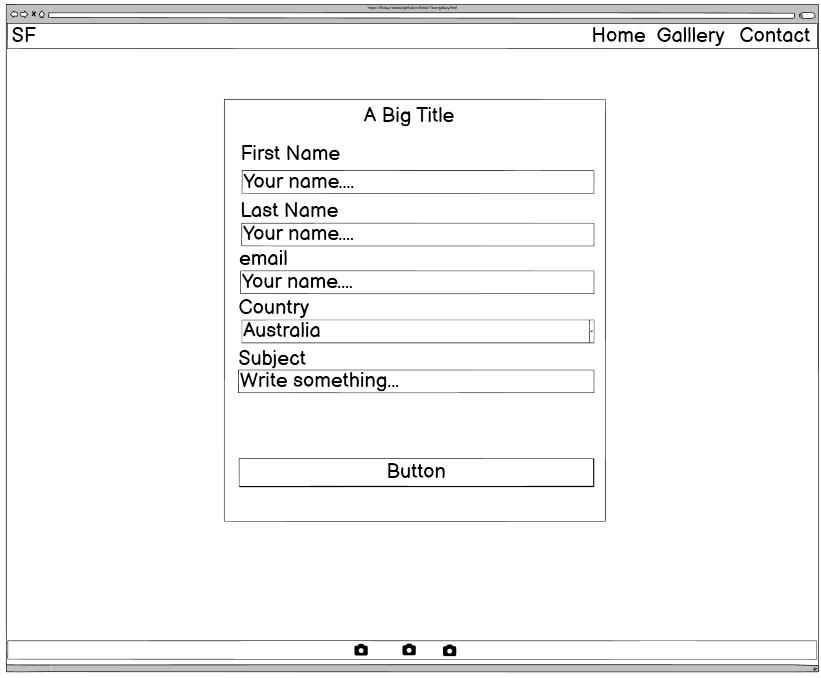 SF
Home Galllery Contact
A Big Title
First Name
Your name....
Last Name
Your name....
email
Your name....
Country
Australia
Subject
Write something...
Button